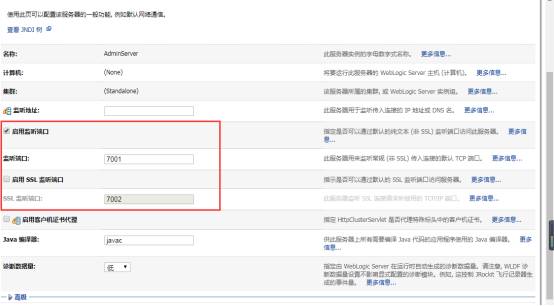 使用此页可以配置该服务器的一般功能, 例如默认网络通信。
查看 JNDI 树
名称: AdminServer 此服务器实例的字母数字式名称。 更多信息...
计算机: (None) 将要运行此服务器的 WebLogic Server 主机 (计算机)。 更多信息...
集群: (Standalone) 该服务器所属的集群, 或 WebLogic Server 实例组。 更多信息...
监听地址: 此服务器用于监听传入连接的 IP 地址或 DNS 名。 更多信息...
启用监听端口 指定是否可以通过默认的纯文本 (非 SSL) 监听端口访问此服务器。 更多信
息...
监听端口: 7001 此服务器用来监听常规 (非 SSL) 传入连接的默认 TCP 端口。 更多信息...
启用 SSL 监听端口 指示是否可以通过默认的 SSL 监听端口访问服务器。 更多信息...
SSL 监听端口: 7002 此服务器监听 SSL 连接请求所使用的 TCP/IP 端口。 更多信息...
启用客户机证书代理 指定 HttpClusterServlet 是否代理特殊标头中的客户机证书。 更多信息...
Java 编译器: javac 供此服务器上所有需要编译 Java 代码的应用程序使用的 Java 编译器。 更多
信息...
诊断数据量: 低 指定由 WebLogic Server 在运行时自动生成的诊断数据量。请注意, WLDF 诊
断数据量设置不影响显式配置的诊断模块。例如, 这控制 JRockit 飞行记录器生
成的事件量。 更多信息...
高级